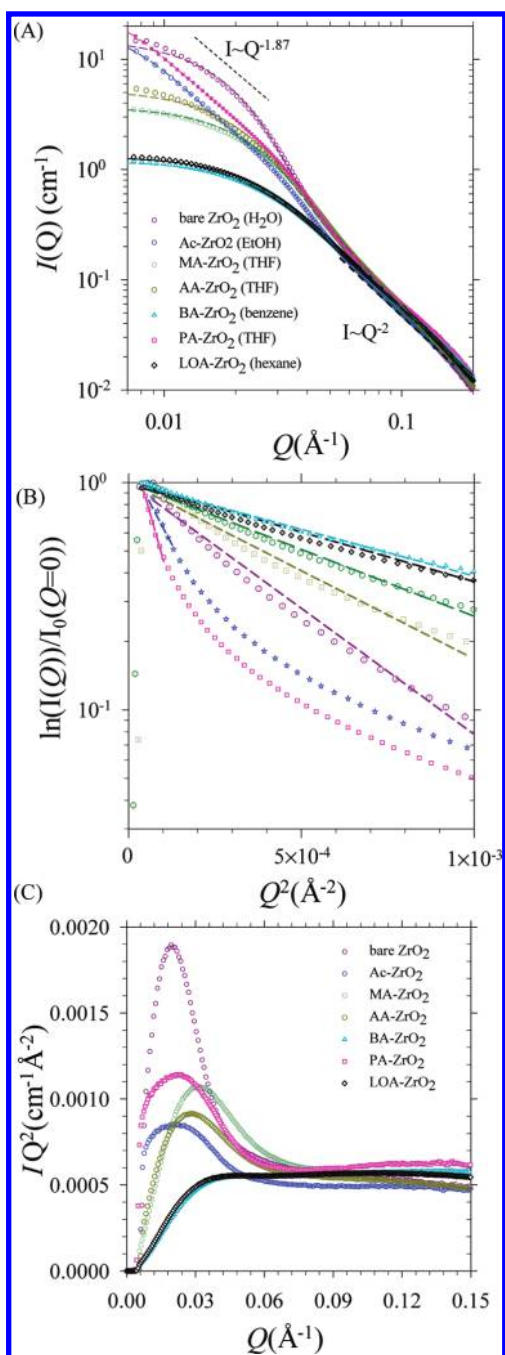 (A)
I~Q-1.87
10^1
10^0
10^-1
10^-2
I(Q) (cm^-1)
bare ZrO2 (H2O)
Ac-ZrO2 (EtOH)
MA-ZrO2 (THF)
AA-ZrO2 (THF)
BA-ZrO2 (benzene)
PA-ZrO2 (THF)
LOA-ZrO2 (hexane)
I~Q-2
0.01 0.1
Q(Å-1)
(B)
10^0
10^-1
ln(I(Q))/I0(Q=0))
0 5×10-4 1×10-3
Q2(Å-2)
(C)
0.0020
0.0015
0.0010
0.0005
0.0000
IQ2(cm-1 Å-2)
bare ZrO2
Ac-ZrO2
MA-ZrO2
AA-ZrO2
BA-ZrO2
PA-ZrO2
LOA-ZrO2
0.00 0.03 0.06 0.09 0.12 0.15
Q(Å-1)